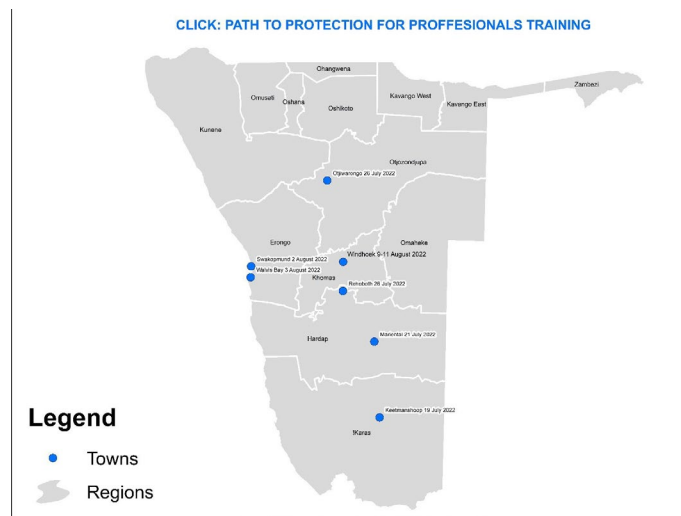 CLICK: PATH TO PROTECTION FOR PROFFESIONALS TRAINING
Ohangwena
Omusati
Oshana
Oshikoto
Kavango West
Kavango East
Zambezi
Kunene
Otjozondjupa
Otjiwarongo 26 July 2022
Erongo
Omaheke
Windhoek 9-11 August 2022
Swakopmund 2 August 2022
Walvis Bay 3 August 2022
Khomas
Rehoboth 28 July 2022
Hardap
Mariental 21 July 2022
Keetmanshoop 19 July 2022
!Karas
Legend
Towns
Regions